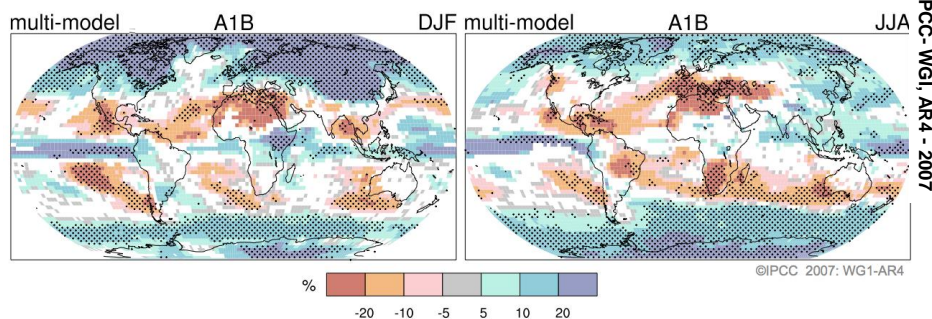 multi-model A1B DJF
multi-model A1B JJA
PCC- WGI, AR4 - 2007
©IPCC 2007: WG1-AR4
%
-20 -10 -5 5 10 20